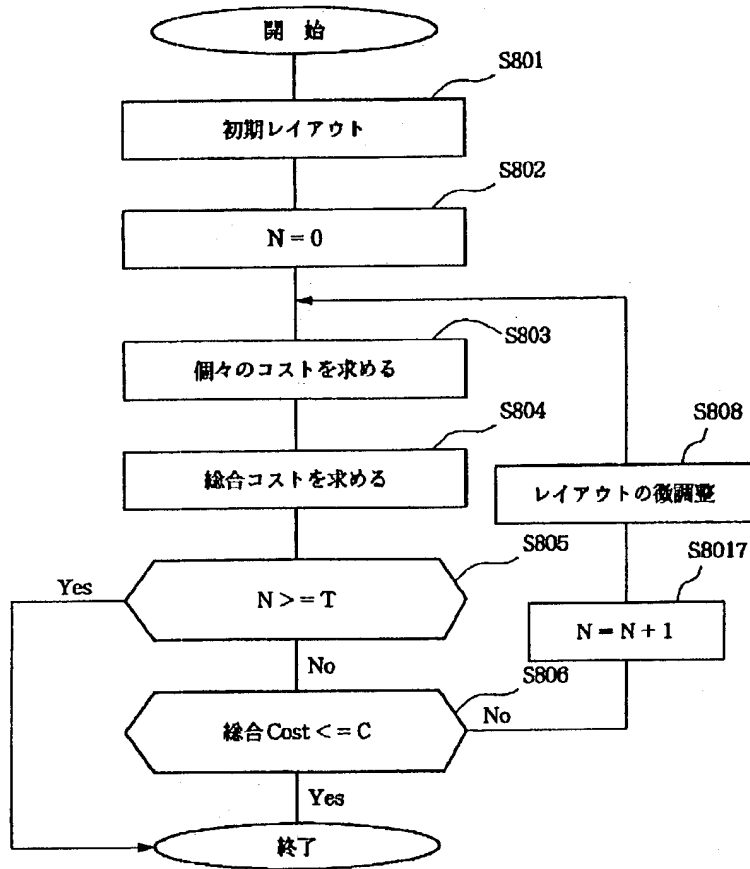 開 始
S801
初期レイアウト
S802
N = 0
S803
個々のコストを求める
S804
総合コストを求める
S808
レイアウトの微調整
S805
Yes
N > = T
S8017
N = N + 1
No
S806
総合 Cost < = C
No
Yes
終了